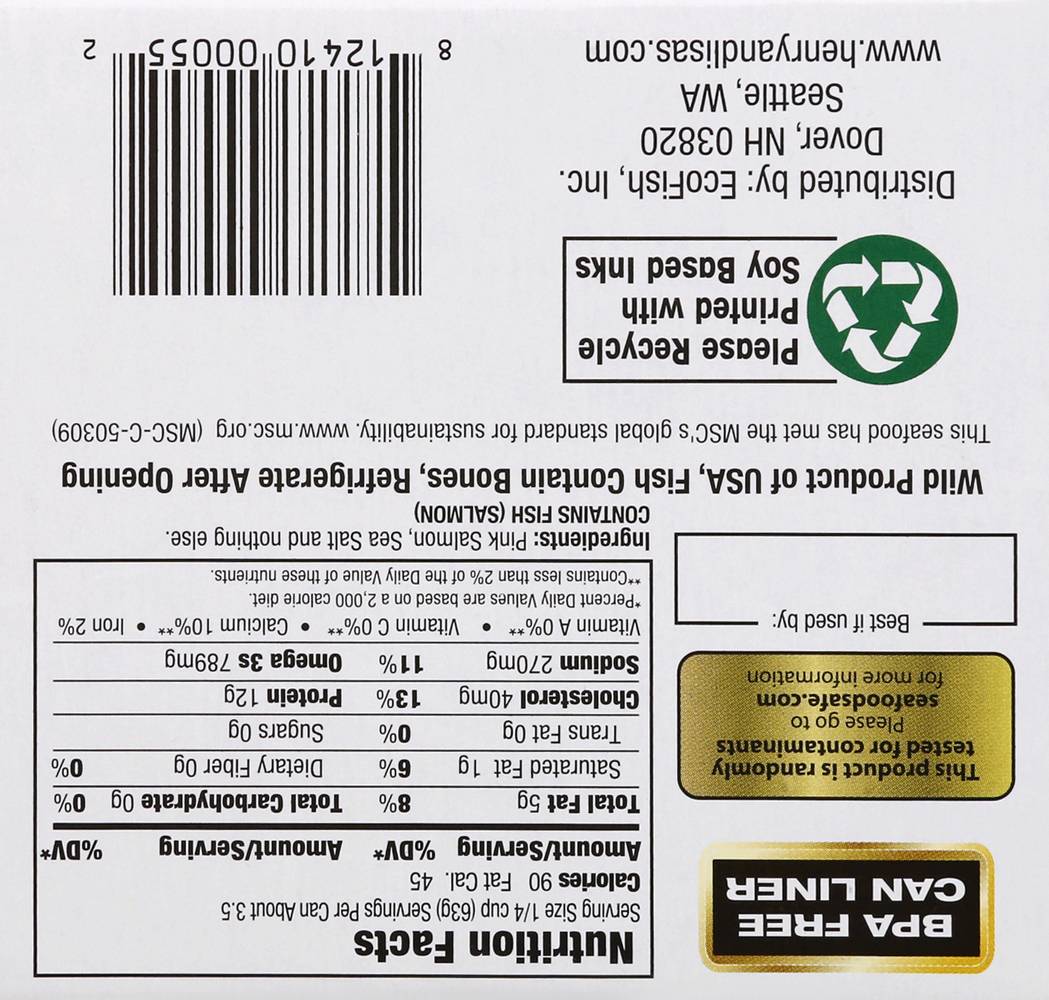 BPA FREE
CAN LINER
This product is randomly
tested for contaminants
Please go to
seafoodsafe.com
for more information
Best if used by:
Nutrition Facts
Serving Size 1/4 cup (63g) Servings Per Can About 3.5
Calories 90 Fat Cal. 45
Amount/Serving %DV* Amount/Serving %DV*
Total Fat 5g 8% Total Carbohydrate 0g 0%
Saturated Fat 1g 6% Dietary Fiber 0g 0%
Trans Fat 0g 0% Sugars 0g
Cholesterol 40mg 13% Protein 12g
Sodium 270mg 11% Omega 3s 789mg
Vitamin A 0%** • Vitamin C 0%** • Calcium 10%** • Iron 2%
*Percent Daily Values are based on a 2,000 calorie diet.
**Contains less than 2% of the Daily Value of these nutrients.
Ingredients: Pink Salmon, Sea Salt and nothing else.
CONTAINS FISH (SALMON)
Wild Product of USA, Fish Contain Bones, Refrigerate After Opening
This seafood has met the MSC's global standard for sustainability. www.msc.org (MSC-C-50309)
Please Recycle
Printed with
Soy Based Inks
Distributed by: EcoFish, Inc.
Dover, NH 03820
Seattle, WA
www.henryandlisas.com
8 12410 00055 2